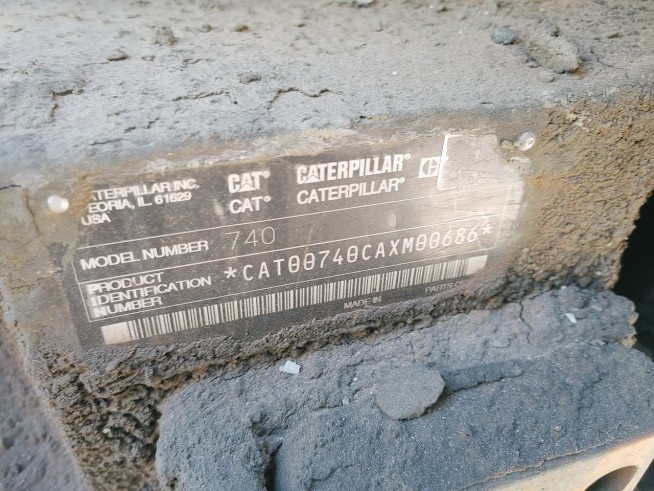 ATERPILLAR INC. CAT® CATERPILLAR®
EORIA, IL 61629 CAT® CATERPILLAR®
USA
MODEL NUMBER 740
PRODUCT
IDENTIFICATION
NUMBER *CAT00740CAXM00686*
MADE IN PARTS